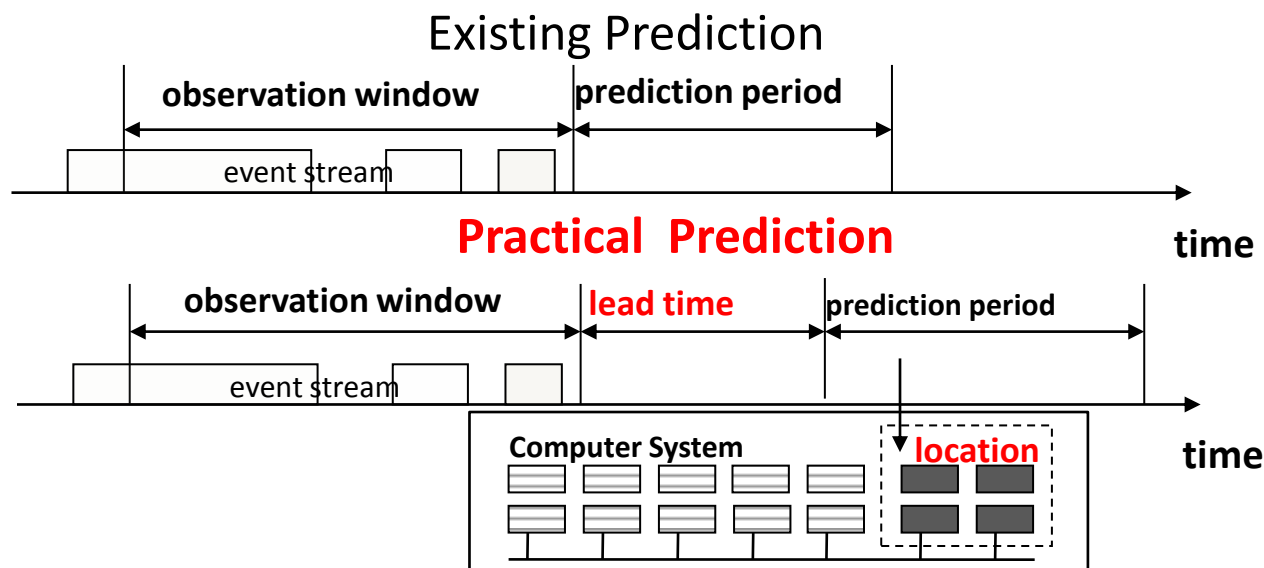 Existing Prediction
observation window
prediction period
event stream
Practical Prediction
time
observation window
lead time
prediction period
event stream
Computer System
location
time